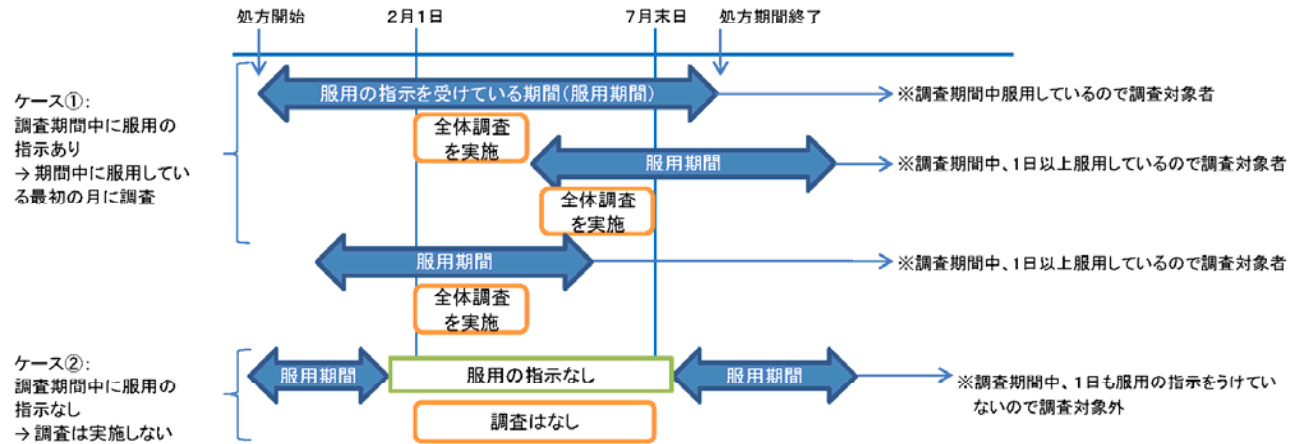 処方開始
2月1日
7月末日
処方期間終了
ケース①:
調査期間中に服用の
指示あり
→ 期間中に服用してい
る最初の月に調査
服用の指示を受けている期間(服用期間)
※調査期間中服用しているので調査対象者
全体調査
を実施
服用期間
※調査期間中、1日以上服用しているので調査対象者
全体調査
を実施
服用期間
※調査期間中、1日以上服用しているので調査対象者
全体調査
を実施
ケース②:
調査期間中に服用の
指示なし
→ 調査は実施しない
服用期間
服用の指示なし
服用期間
※調査期間中、1日も服用の指示をうけてい
ないので調査対象外
調査はなし